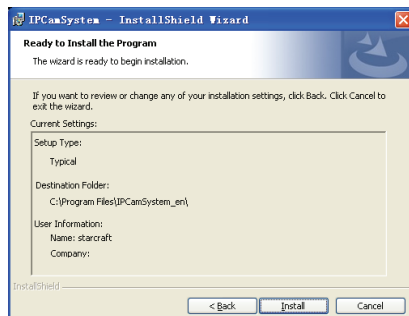 IPCamSystem - InstallShield Wizard
Ready to Install the Program
The wizard is ready to begin installation.
If you want to review or change any of your installation settings, click Back. Click Cancel to
exit the wizard.
Current Settings:
Setup Type:
Typical
Destination Folder:
C:\Program Files\IPCamSystem_en\
User Information:
Name: starcraft
Company:
InstallShield
< Back
Install
Cancel